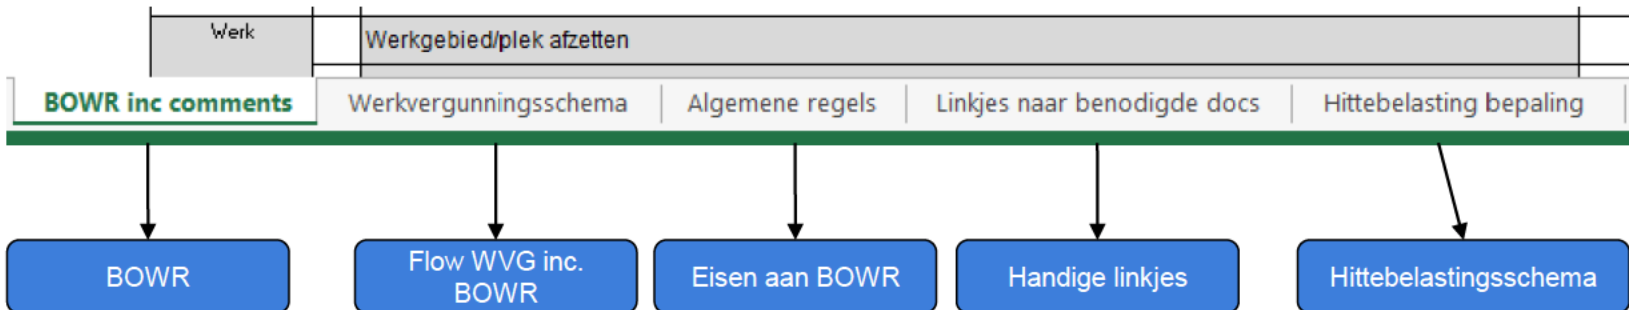 Werk
Werkgebied/plek afzetten
BOWR inc comments
Werkvergunningsschema
Algemene regels
Linkjes naar benodigde docs
Hittebelasting bepaling
BOWR
Flow WVG inc.
BOWR
Eisen aan BOWR
Handige linkjes
Hittebelastingsschema